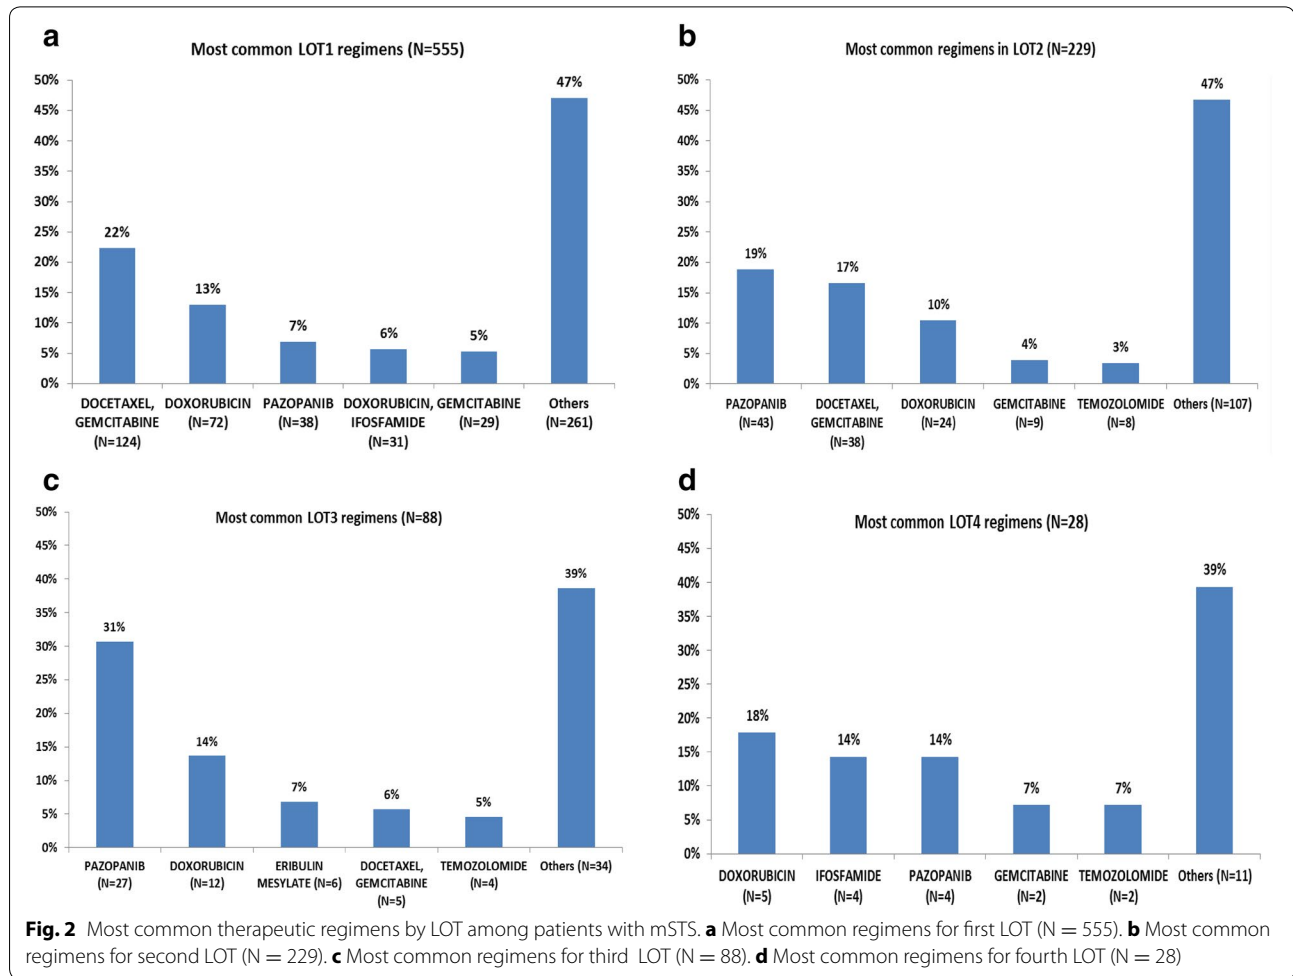 a
Most common LOT1 regimens (N=555)
50%
45%
40%
35%
30%
25%
20%
15%
10%
5%
0%
22%
13%
7%
6%
5%
47%
DOCETAXEL, GEMCITABINE (N=124)
DOXORUBICIN (N=72)
PAZOPANIB (N=38)
DOXORUBICIN, IFOSFAMIDE (N=31)
GEMCITABINE (N=29)
Others (N=261)
b
Most common regimens in LOT2 (N=229)
50%
45%
40%
35%
30%
25%
20%
15%
10%
5%
0%
19%
17%
10%
4%
3%
47%
PAZOPANIB (N=43)
DOCETAXEL, GEMCITABINE (N=38)
DOXORUBICIN (N=24)
GEMCITABINE (N=9)
TEMOZOLOMIDE (N=8)
Others (N=107)
c
Most common LOT3 regimens (N=88)
50%
45%
40%
35%
30%
25%
20%
15%
10%
5%
0%
31%
14%
7%
6%
5%
39%
PAZOPANIB (N=27)
DOXORUBICIN (N=12)
ERIBULIN MESYLATE (N=6)
DOCETAXEL, GEMCITABINE (N=5)
TEMOZOLOMIDE (N=4)
Others (N=34)
d
Most common LOT4 regimens (N=28)
50%
45%
40%
35%
30%
25%
20%
15%
10%
5%
0%
18%
14%
14%
7%
7%
39%
DOXORUBICIN (N=5)
IFOSFAMIDE (N=4)
PAZOPANIB (N=4)
GEMCITABINE (N=2)
TEMOZOLOMIDE (N=2)
Others (N=11)
Fig. 2 Most common therapeutic regimens by LOT among patients with mSTS. a Most common regimens for first LOT (N = 555). b Most common
regimens for second LOT (N = 229). c Most common regimens for third LOT (N = 88). d Most common regimens for fourth LOT (N = 28)